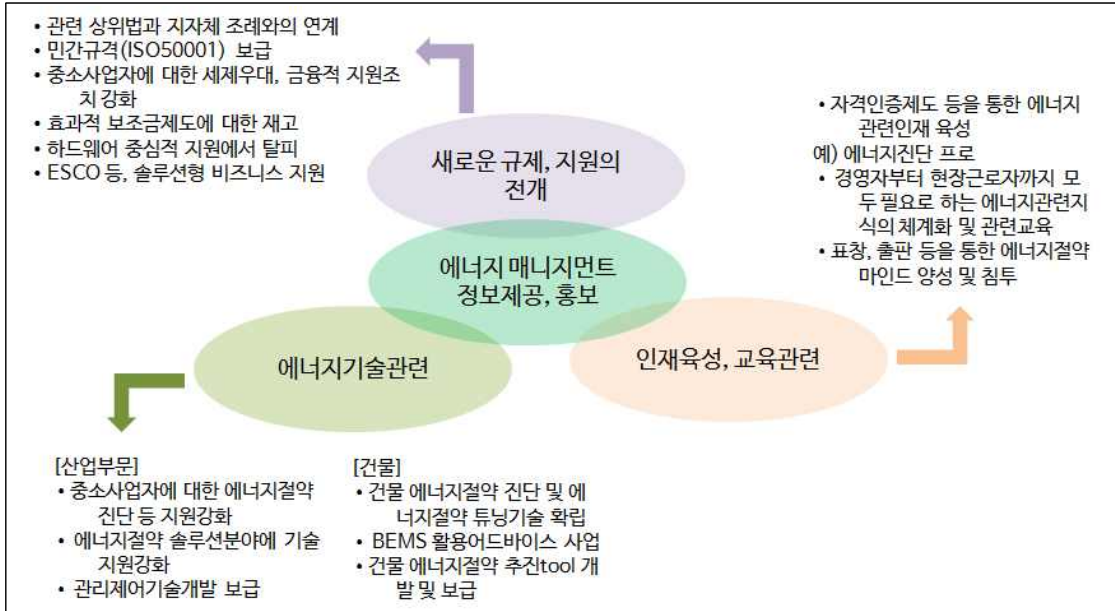 • 관련 상위법과 지자체 조례와의 연계
• 민간규격(ISO50001) 보급
• 중소사업자에 대한 세제우대, 금융적 지원조
치 강화
• 효과적 보조금제도에 대한 재고
• 하드웨어 중심적 지원에서 탈피
• ESCO 등, 솔루션형 비즈니스 지원
새로운 규제, 지원의
전개
에너지 매니지먼트
정보제공, 홍보
• 자격인증제도 등을 통한 에너지
관련인재 육성
예) 에너지진단 프로
• 경영자부터 현장근로자까지 모
두 필요로 하는 에너지관련지
식의 체계화 및 관련교육
• 표창, 출판 등을 통한 에너지절약
마인드 양성 및 침투
에너지기술관련
인재육성, 교육관련
[산업부문]
• 중소사업자에 대한 에너지절약
진단 등 지원강화
• 에너지절약 솔루션분야에 기술
지원강화
• 관리제어기술개발 보급
[건물]
• 건물 에너지절약 진단 및 에
너지절약 튜닝기술 확립
• BEMS 활용어드바이스 사업
• 건물 에너지절약 추진tool 개
발 및 보급